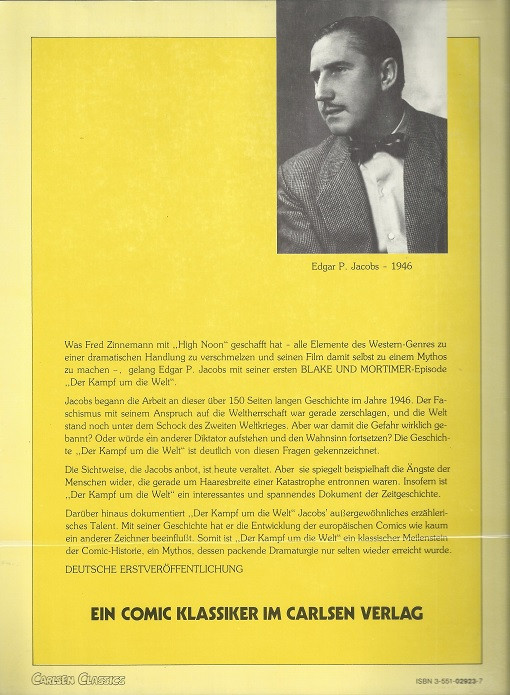 Edgar P. Jacobs - 1946
Was Fred Zinnemann mit „High Noon“ geschafft hat - alle Elemente des Western-Genres zu
einer dramatischen Handlung zu verschmelzen und seinen Film damit selbst zu einem Mythos
zu machen -, gelang Edgar P. Jacobs mit seiner ersten BLAKE UND MORTIMER-Episode
„Der Kampf um die Welt“.
Jacobs begann die Arbeit an dieser über 150 Seiten langen Geschichte im Jahre 1946. Der Fa-
schismus mit seinem Anspruch auf die Weltherrschaft war gerade zerschlagen, und die Welt
stand noch unter dem Schock des Zweiten Weltkrieges. Aber war damit die Gefahr wirklich ge-
bannt? Oder würde ein anderer Diktator aufstehen und den Wahnsinn fortsetzen? Die Geschich-
te „Der Kampf um die Welt“ ist deutlich von diesen Fragen gekennzeichnet.
Die Sichtweise, die Jacobs anbot, ist heute veraltet. Aber sie spiegelt beispielhaft die Ängste der
Menschen wider, die gerade um Haaresbreite einer Katastrophe entronnen waren. Insofern ist
„Der Kampf um die Welt“ ein interessantes und spannendes Dokument der Zeitgeschichte.
Darüber hinaus dokumentiert „Der Kampf um die Welt“ Jacobs' außergewöhnliches erzähleri-
sches Talent. Mit seiner Geschichte hat er die Entwicklung der europäischen Comics wie kaum
ein anderer Zeichner beeinflußt. Somit ist „Der Kampf um die Welt“ ein klassischer Meilenstein
der Comic-Historie, ein Mythos, dessen packende Dramaturgie nur selten wieder erreicht wurde.
DEUTSCHE ERSTVERÖFFENTLICHUNG
EIN COMIC KLASSIKER IM CARLSEN VERLAG
CARLSEN CLASSICS
ISBN 3-551-02923-7